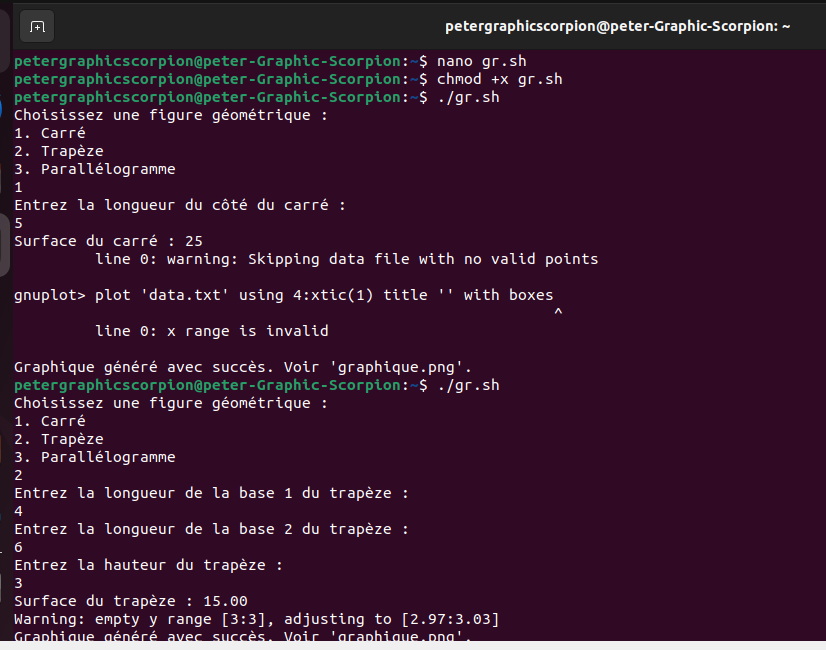 petergraphicscorpion@peter-Graphic-Scorpion: ~
petergraphicscorpion@peter-Graphic-Scorpion:~$ nano gr.sh
petergraphicscorpion@peter-Graphic-Scorpion:~$ chmod +x gr.sh
petergraphicscorpion@peter-Graphic-Scorpion:~$ ./gr.sh
Choisissez une figure géométrique :
1. Carré
2. Trapèze
3. Parallélogramme
1
Entrez la longueur du côté du carré :
5
Surface du carré : 25
line 0: warning: Skipping data file with no valid points
gnuplot> plot 'data.txt' using 4:xtic(1) title '' with boxes
^
line 0: x range is invalid
Graphique généré avec succès. Voir 'graphique.png'.
petergraphicscorpion@peter-Graphic-Scorpion:~$ ./gr.sh
Choisissez une figure géométrique :
1. Carré
2. Trapèze
3. Parallélogramme
2
Entrez la longueur de la base 1 du trapèze :
4
Entrez la longueur de la base 2 du trapèze :
6
Entrez la hauteur du trapèze :
3
Surface du trapèze : 15.00
Warning: empty y range [3:3], adjusting to [2.97:3.03]
Graphique généré avec succès. Voir 'graphique.png'.